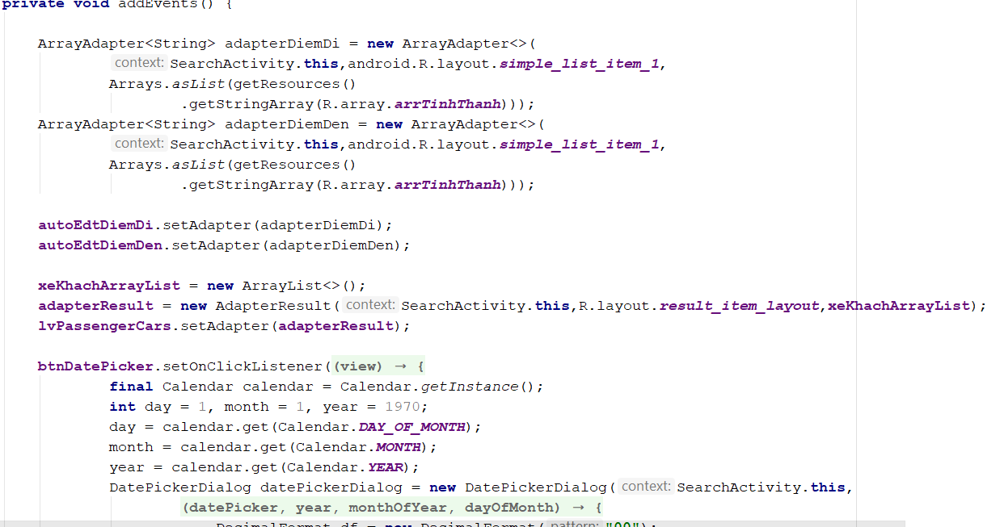 private void addEvents() {
ArrayAdapter<String> adapterDiemDi = new ArrayAdapter<>(
context: SearchActivity.this,android.R.layout.simple_list_item_1,
Arrays.asList(getResources()
.getStringArray(R.array.arrTinhThanh)));
ArrayAdapter<String> adapterDiemDen = new ArrayAdapter<>(
context: SearchActivity.this,android.R.layout.simple_list_item_1,
Arrays.asList(getResources()
.getStringArray(R.array.arrTinhThanh)));
autoEdtDiemDi.setAdapter(adapterDiemDi);
autoEdtDiemDen.setAdapter(adapterDiemDen);
xeKhachArrayList = new ArrayList<>();
adapterResult = new AdapterResult( context: SearchActivity.this,R.layout.result_item_layout,xeKhachArrayList);
lvPassengerCars.setAdapter(adapterResult);
btnDatePicker.setOnClickListener((view) → {
final Calendar calendar = Calendar.getInstance();
int day = 1, month = 1, year = 1970;
day = calendar.get(Calendar.DAY_OF_MONTH);
month = calendar.get(Calendar.MONTH);
year = calendar.get(Calendar.YEAR);
DatePickerDialog datePickerDialog = new DatePickerDialog( context: SearchActivity.this,
(datePicker, year, monthOfYear, dayOfMonth) → {
DecimalFormat df = new DecimalFormat( pattern: "00");